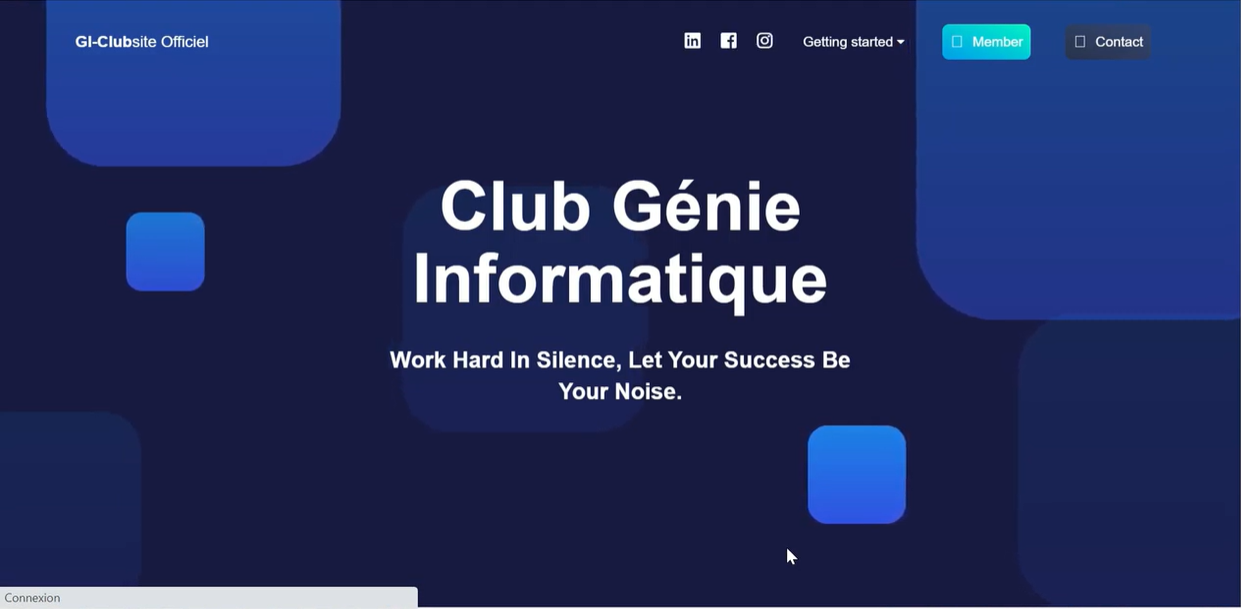 GI-Clubsite Officiel
Getting started
Member
Contact
Club Génie
Informatique
Work Hard In Silence, Let Your Success Be
Your Noise.
Connexion